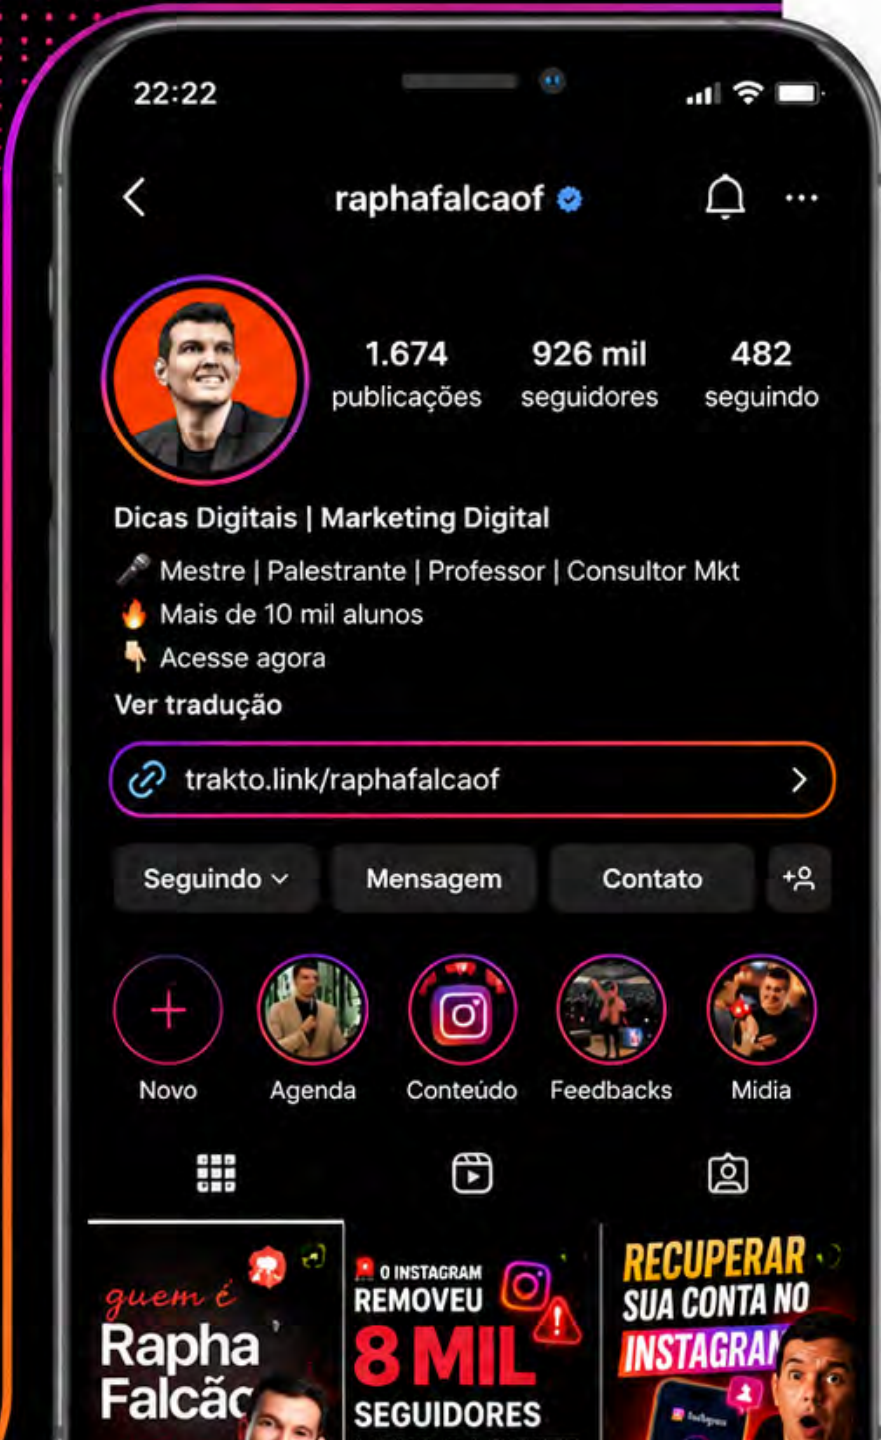 22:22
raphafalcaof
1.674
926 mil
482
publicações
seguidores
seguindo
Dicas Digitais | Marketing Digital
Mestre | Palestrante | Professor | Consultor Mkt
Mais de 10 mil alunos
Acesse agora
Ver tradução
trakto.link/raphafalcaof
Seguindo
Mensagem
Contato
Novo
Agenda
Conteúdo
Feedbacks
Midia
quem é
Rapha
Falcão
O INSTAGRAM
REMOVEU
8 MIL
SEGUIDORES
RECUPERAR
SUA CONTA NO
INSTAGRAM